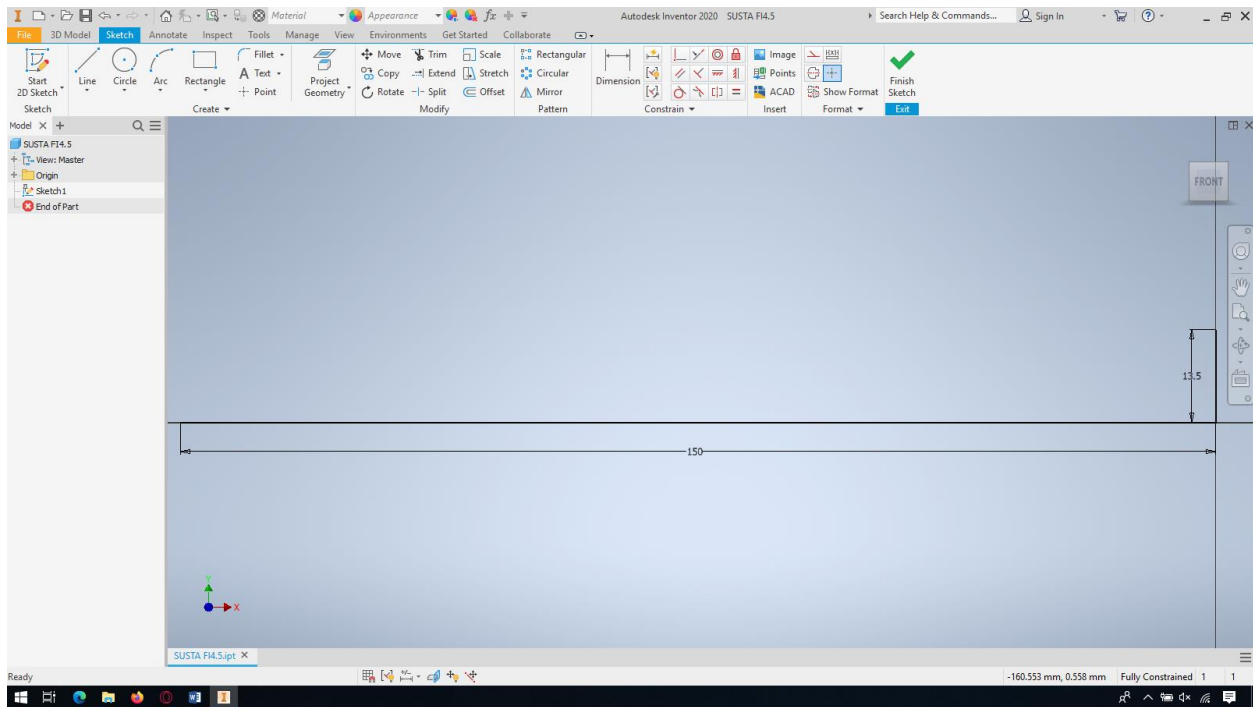 Material Appearance fx Autodesk Inventor 2020 SUSTA FI4.5 Search Help & Commands... Sign In
File 3D Model Sketch Annotate Inspect Tools Manage View Environments Get Started Collaborate
Start 2D Sketch Line Circle Arc Rectangle Fillet Text Point Project Geometry Move Copy Rotate Trim Extend Split Scale Stretch Offset Rectangular Circular Mirror Dimension Image Points ACAD Show Format Finish Sketch
Sketch Create Modify Pattern Constrain Insert Format Exit
Model
SUSTA FI4.5
View: Master
Origin
Sketch1
End of Part
FRONT
13.5
150
Y
X
SUSTA FI4.5.ipt
Ready -160.553 mm, 0.558 mm Fully Constrained 1 1